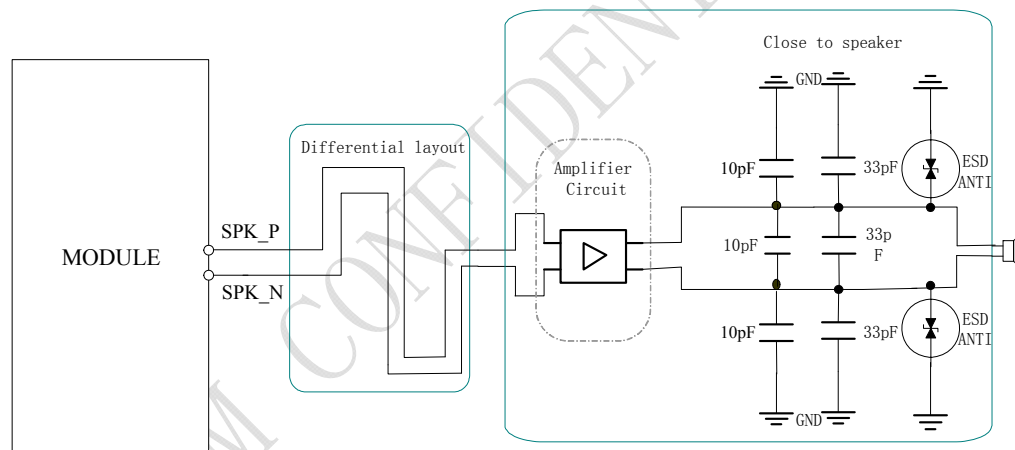 Close to speaker
GND
Differential layout
Amplifier
Circuit
10pF
33pF
ESD
ANTI
SPK_P
MODULE
10pF
33p
F
SPK_N
10pF
33pF
ESD
ANTI
GND
M CONFIDENT